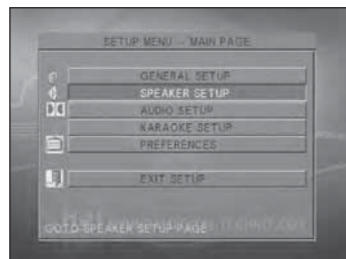 SETUP MENU -- MAIN PAGE
GENERAL SETUP
SPEAKER SETUP
AUDIO SETUP
KARAOKE SETUP
PREFERENCES
EXIT SETUP
GOTO SPEAKER SETUP PAGE